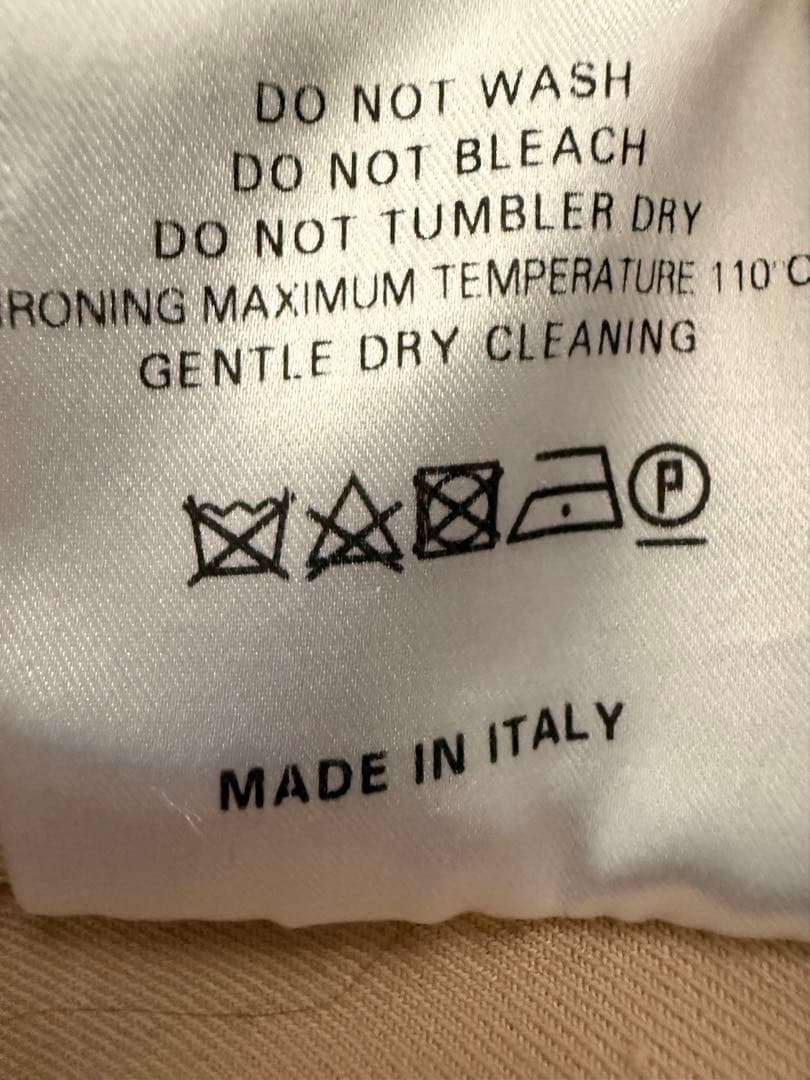 DO NOT WASH
DO NOT BLEACH
DO NOT TUMBLER DRY
IRONING MAXIMUM TEMPERATURE 110°C
GENTLE DRY CLEANING
P
MADE IN ITALY